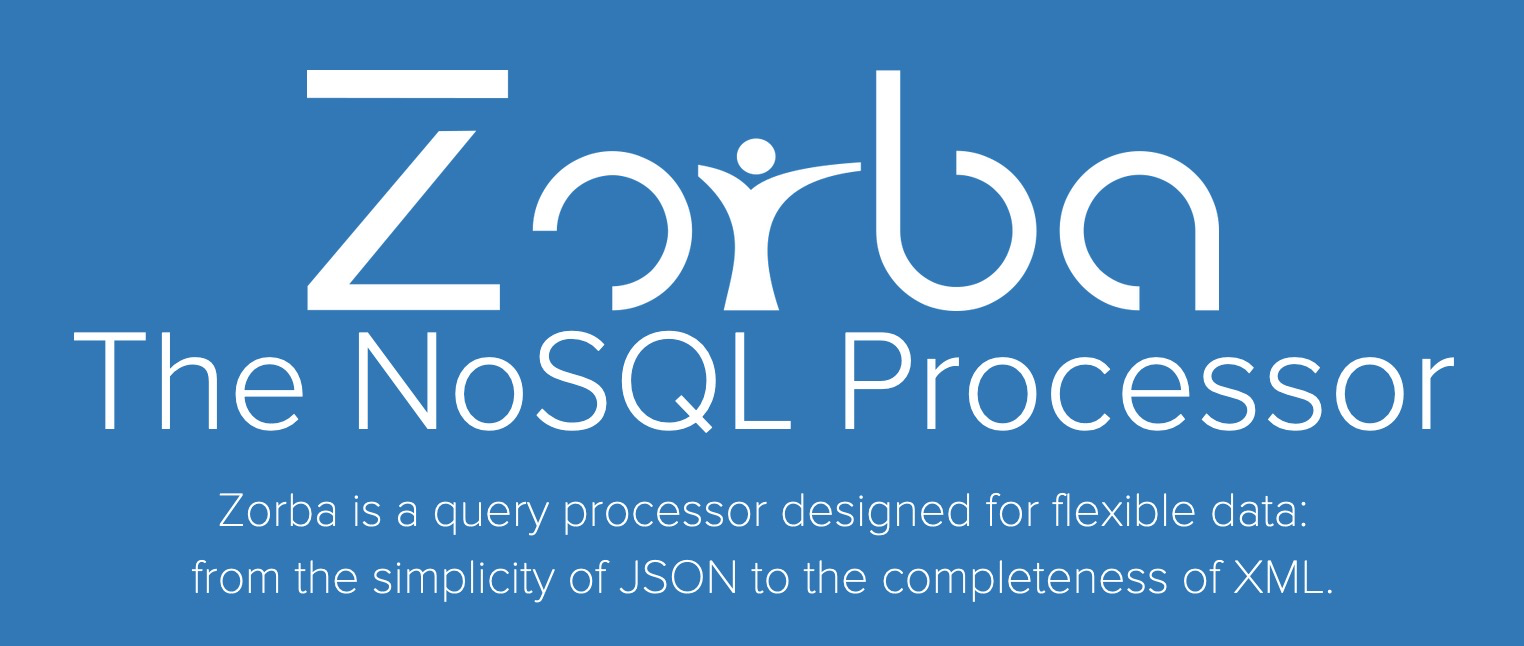 Zorba
The NoSQL Processor
Zorba is a query processor designed for flexible data:
from the simplicity of JSON to the completeness of XML.